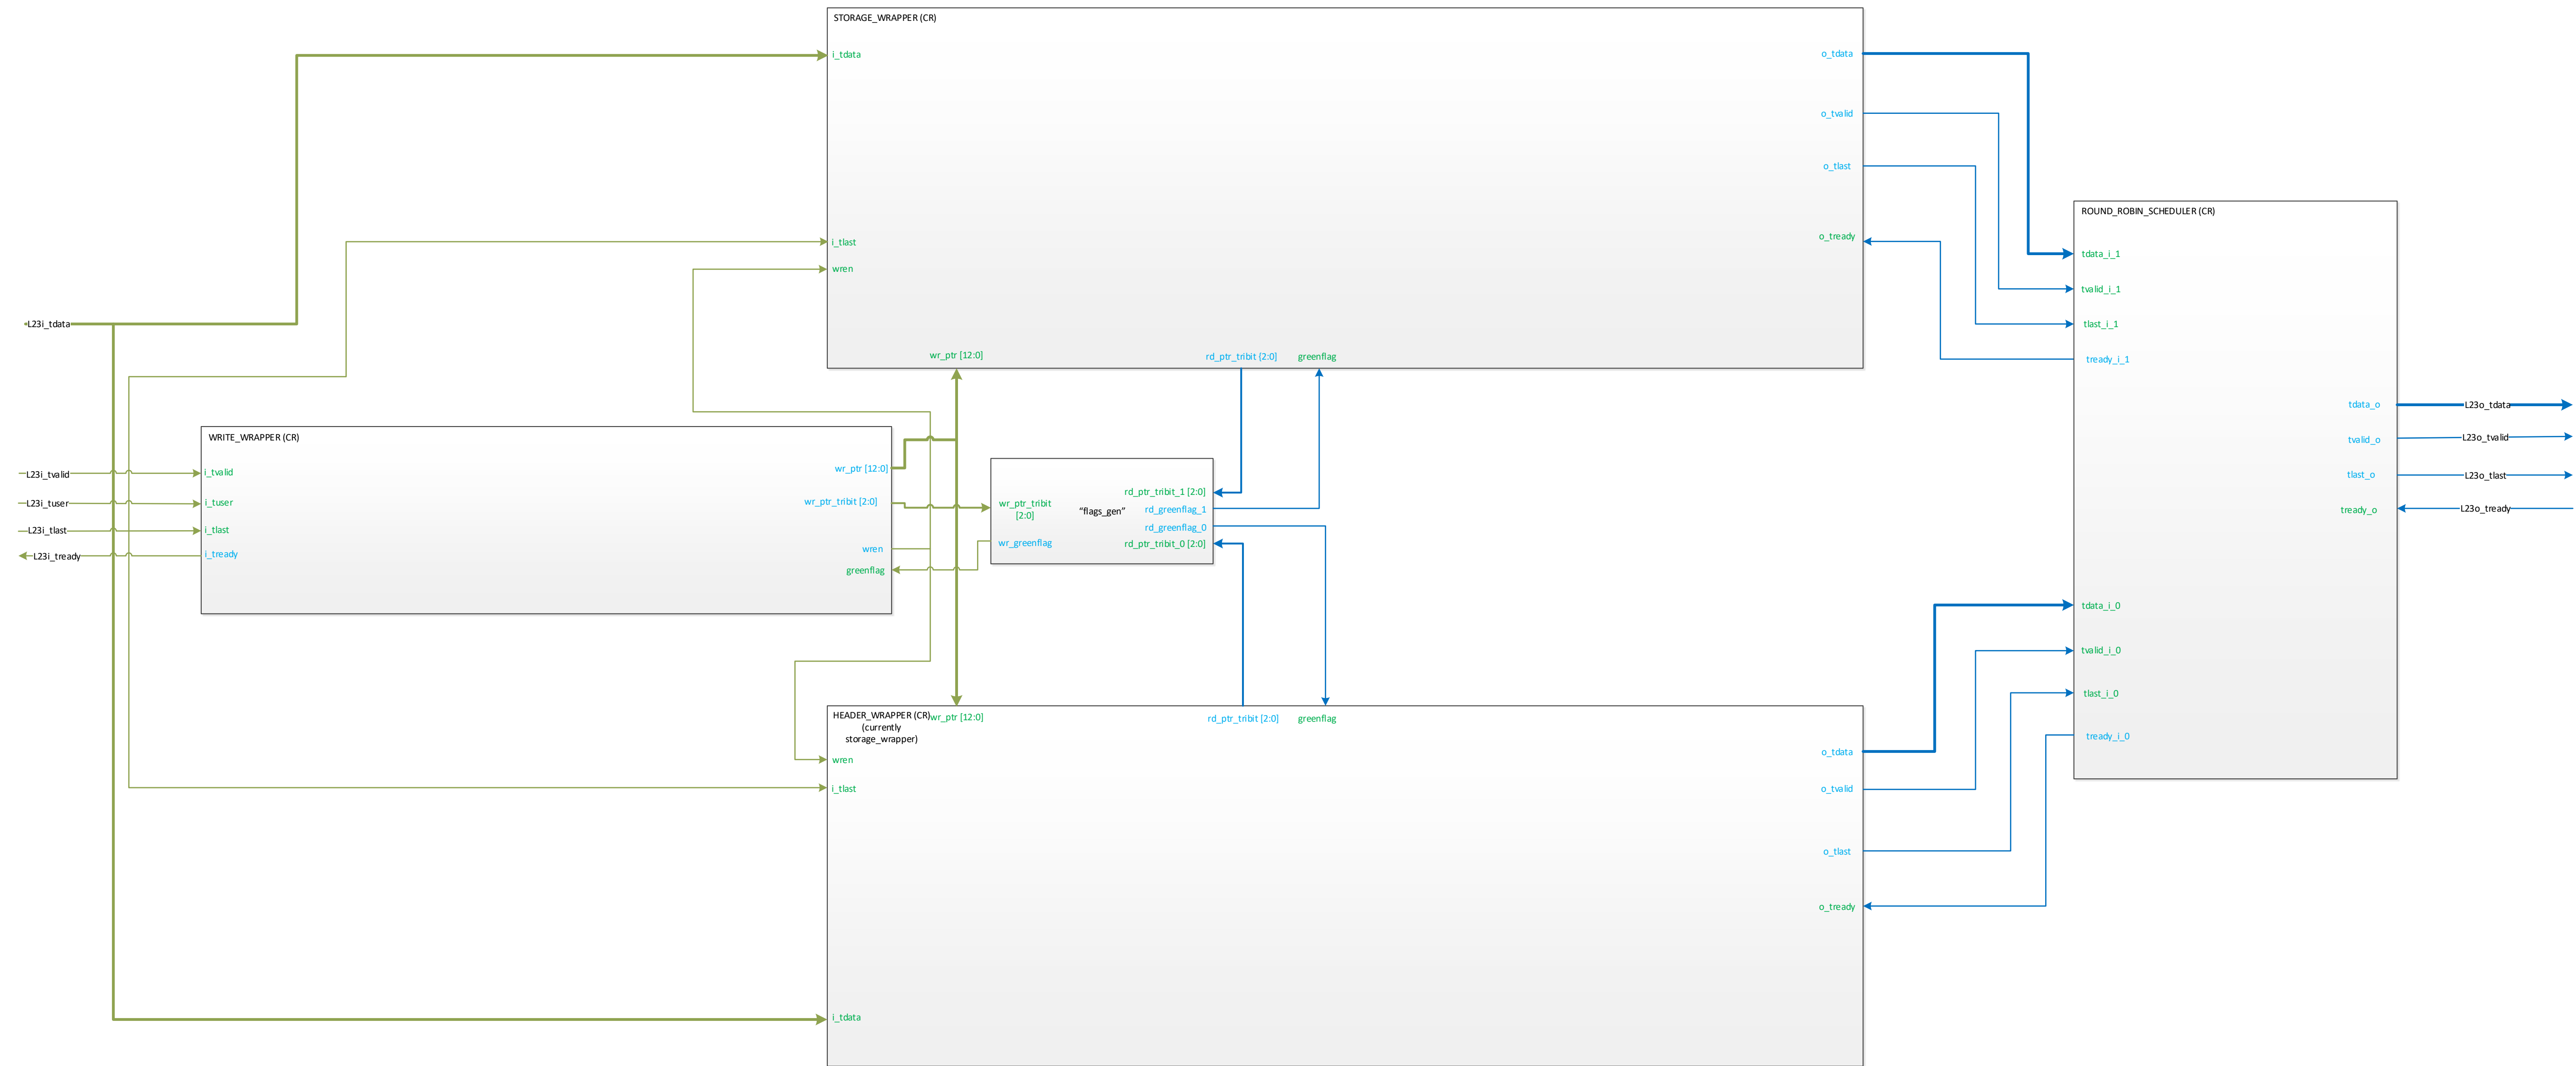 STORAGE_WRAPPER (CR)
i_tdata
o_tdata
o_tvalid
o_tlast
i_tlast
o_tready
wren
wr_ptr [12:0]
rd_ptr_tribit {2:0]
greenflag
ROUND_ROBIN_SCHEDULER (CR)
tdata_i_1
tvalid_i_1
tlast_i_1
tready_i_1
tdata_o
tvalid_o
tlast_o
tready_o
tdata_i_0
tvalid_i_0
tlast_i_0
tready_i_0
L23o_tdata
L23o_tvalid
L23o_tlast
L23o_tready
L23i_tdata
L23i_tvalid
L23i_tuser
L23i_tlast
L23i_tready
WRITE_WRAPPER (CR)
i_tvalid
i_tuser
i_tlast
i_tready
wr_ptr [12:0]
wr_ptr_tribit [2:0]
wren
greenflag
wr_ptr_tribit
[2:0]
wr_greenflag
“flags_gen”
rd_ptr_tribit_1 [2:0]
rd_greenflag_1
rd_greenflag_0
rd_ptr_tribit_0 [2:0]
HEADER_WRAPPER (CR)
(currently
storage_wrapper)
wr_ptr [12:0]
rd_ptr_tribit [2:0]
greenflag
wren
i_tlast
i_tdata
o_tdata
o_tvalid
o_tlast
o_tready